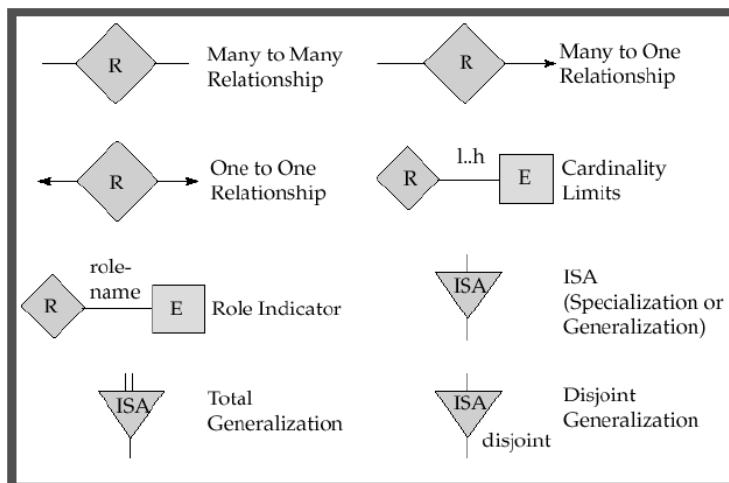 R
Many to Many
Relationship
R
Many to One
Relationship
R
One to One
Relationship
R
l..h
E
Cardinality
Limits
R
role-
name
E
Role Indicator
ISA
ISA
(Specialization or
Generalization)
ISA
Total
Generalization
ISA
disjoint
Disjoint
Generalization